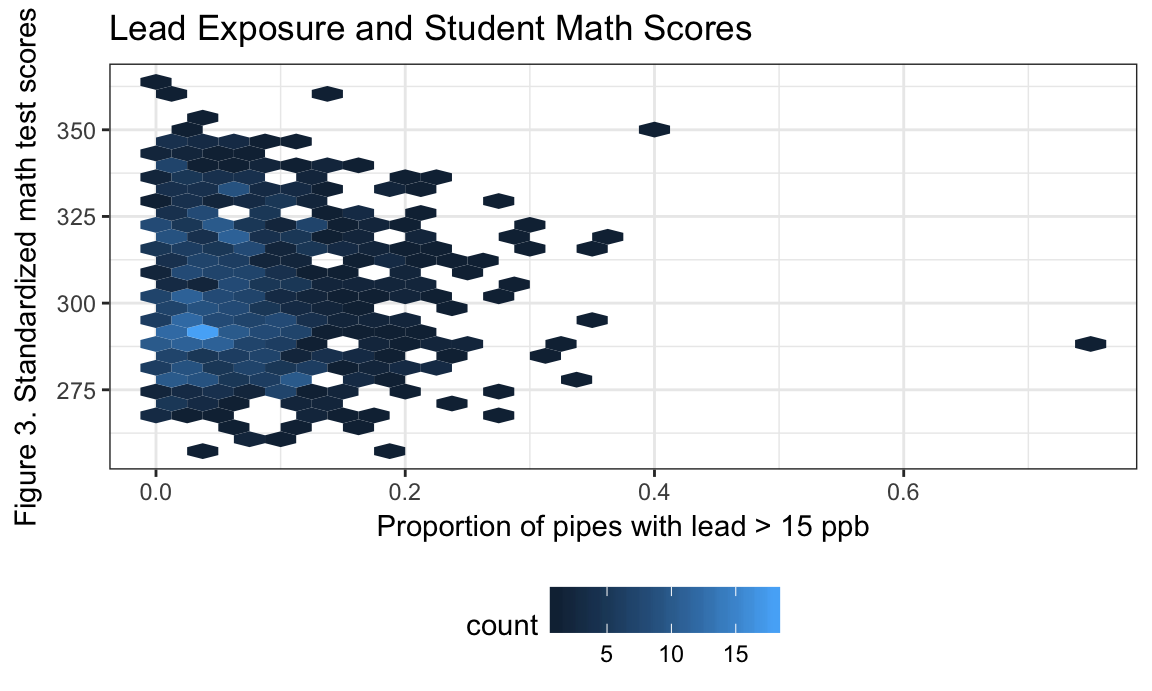 Lead Exposure and Student Math Scores
Figure 3. Standardized math test scores
350
325
300
275
0.0 0.2 0.4 0.6
Proportion of pipes with lead > 15 ppb
count
5 10 15